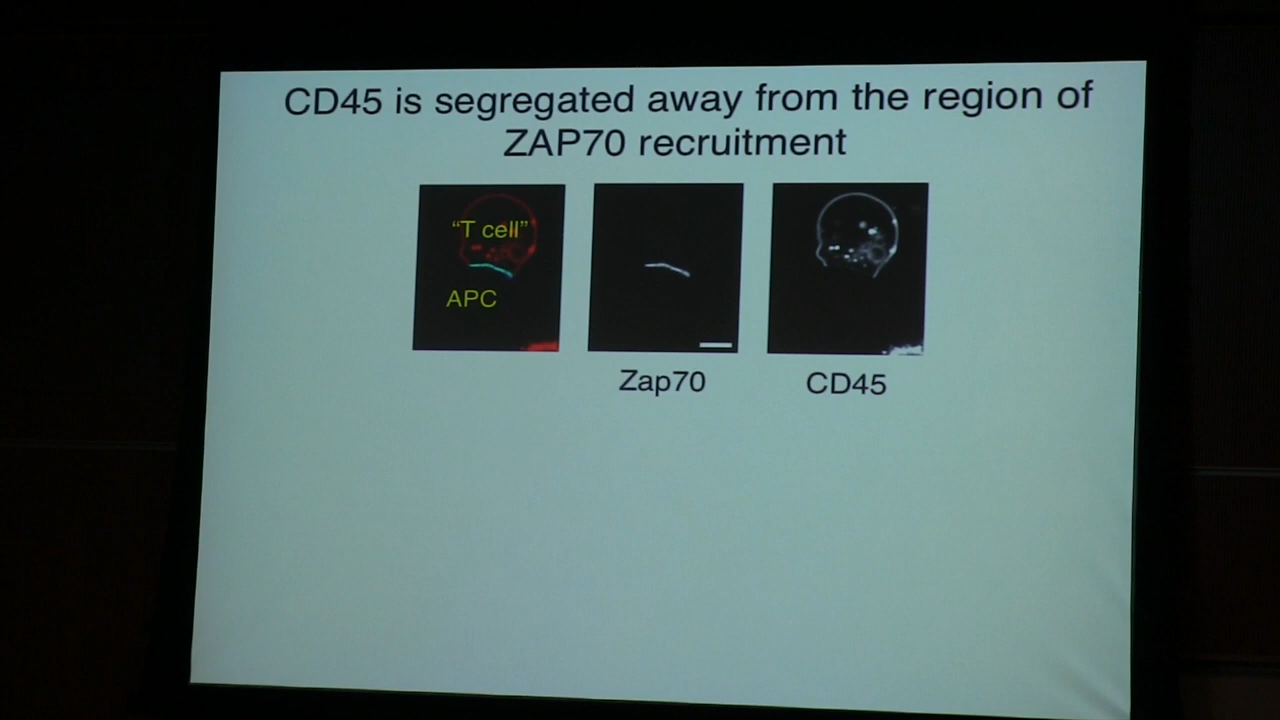 CD45 is segregated away from the region of
ZAP70 recruitment
“T cell”
APC
Zap70
CD45